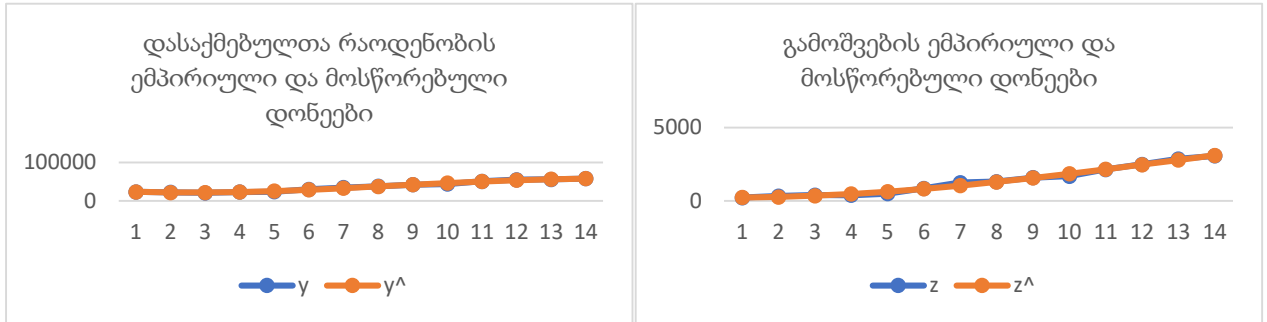 დასაქმებულთა რაოდენობის
ემპირიული და მოსწორებული
დონეები
100000
0
1 2 3 4 5 6 7 8 9 10 11 12 13 14
y y^
გამოშვების ემპირიული და
მოსწორებული დონეები
5000
0
1 2 3 4 5 6 7 8 9 10 11 12 13 14
z z^